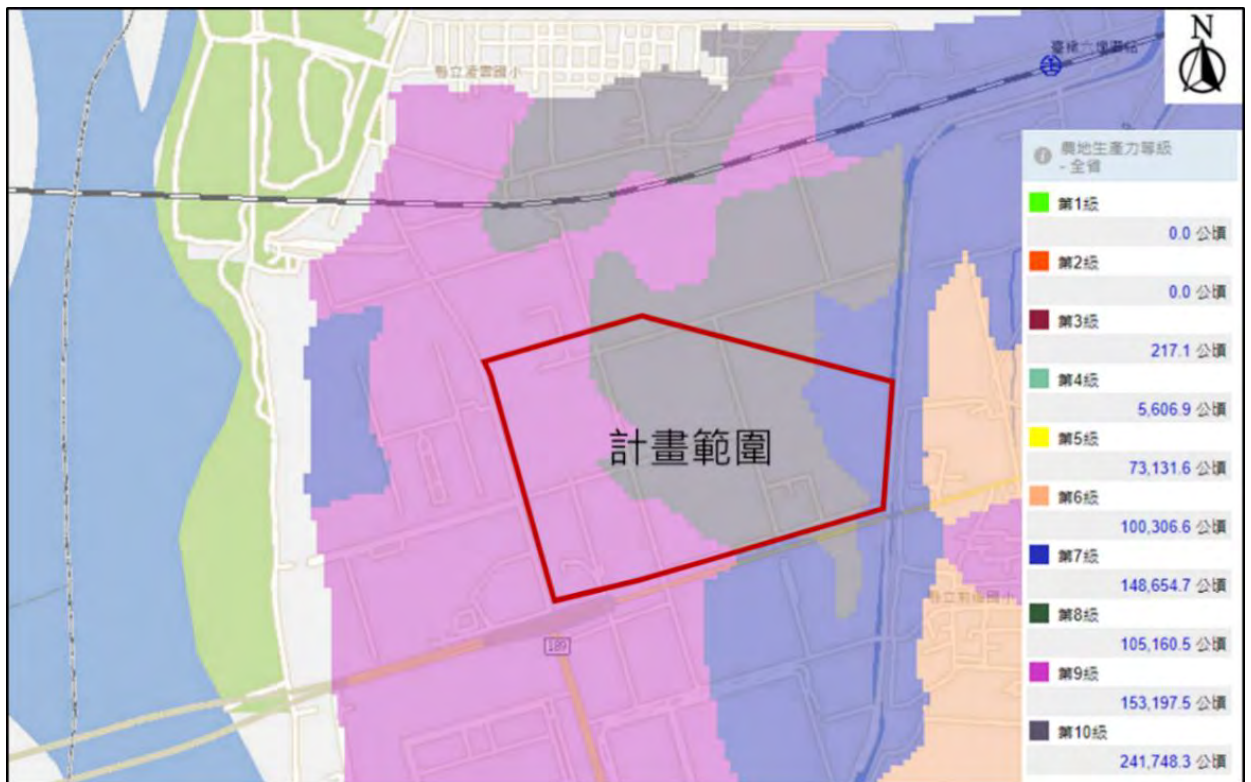 N
縣立凌雲國小
臺鐵六塊厝站
農地生產力等級
- 全省
第1級
0.0 公頃
第2級
0.0 公頃
第3級
217.1 公頃
第4級
5,606.9 公頃
第5級
73,131.6 公頃
第6級
100,306.6 公頃
第7級
148,654.7 公頃
第8級
105,160.5 公頃
第9級
153,197.5 公頃
第10級
241,748.3 公頃
計畫範圍
189